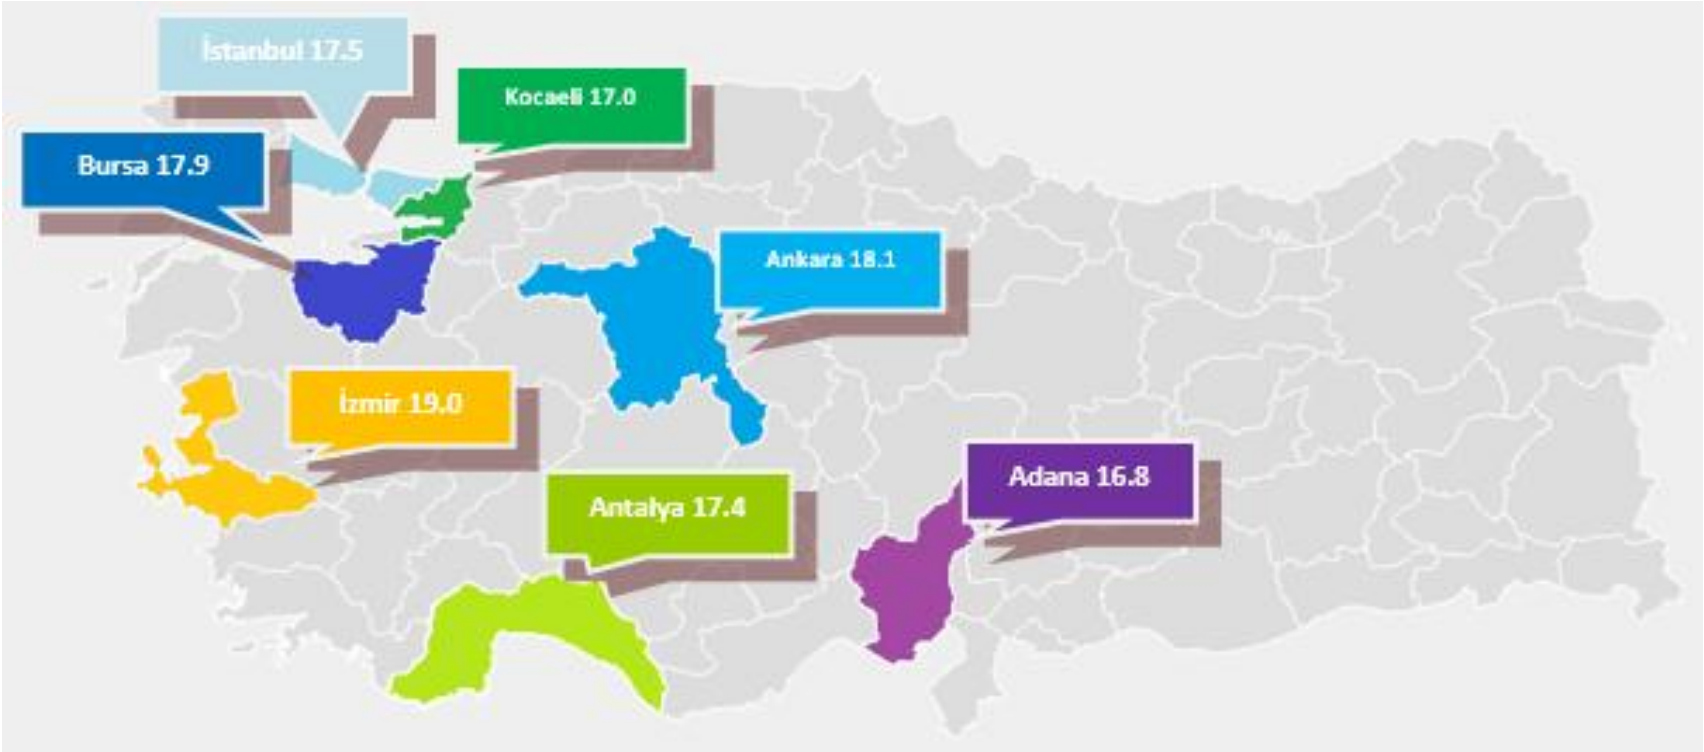 İstanbul 17.5
Kocaeli 17.0
Bursa 17.9
Ankara 18.1
İzmir 19.0
Adana 16.8
Antalya 17.4